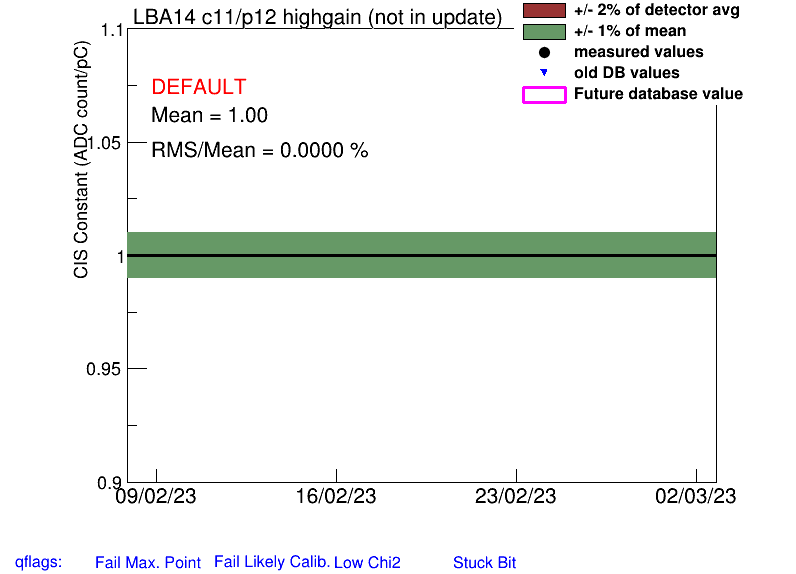 LBA14 c11/p12 highgain (not in update)
+/- 2% of detector avg
+/- 1% of mean
measured values
old DB values
Future database value
DEFAULT
Mean = 1.00
RMS/Mean = 0.0000 %
CIS Constant (ADC count/pC)
1.1
1.05
1
0.95
0.9
09/02/23 16/02/23 23/02/23 02/03/23
qflags: Fail Max. Point Fail Likely Calib. Low Chi2 Stuck Bit